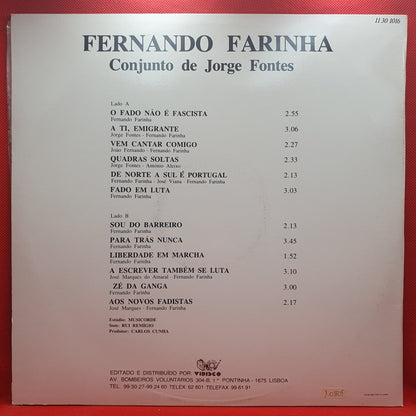 11 30 1016
FERNANDO FARINHA
Conjunto de Jorge Fontes
Lado A
O FADO NÃO É FASCISTA 2.55
Fernando Farinha
A TI, EMIGRANTE 3.06
Jorge Fontes - Fernando Farinha
VEM CANTAR COMIGO 2.27
João Fernando - Fernando Farinha
QUADRAS SOLTAS 2.33
Jorge Fontes - António Aleixo
DE NORTE A SUL É PORTUGAL 2.13
Fernando Farinha - José Viana - Fernando Farinha
FADO EM LUTA 3.03
Fernando Farinha
Lado B
SOU DO BARREIRO 2.13
Fernando Farinha
PARA TRÁS NUNCA 3.45
Fernando Farinha
LIBERDADE EM MARCHA 1.52
Fernando Farinha
A ESCREVER TAMBÉM SE LUTA 3.10
José Marques do Amaral - Fernando Farinha
ZÉ DA GANGA 3.00
Fernando Farinha
AOS NOVOS FADISTAS 2.17
José Marques - Fernando Farinha
Estúdio: MUSICORDE
Som: RUI REMÍGIO
Produtor: CARLOS CUNHA
EDITADO E DISTRIBUÍDO POR: VIDISCO
AV. BOMBEIROS VOLUNTÁRIOS 304-B, 1.º PONTINHA - 1675 LISBOA
TEL. 99-30 27-99 24 60 TELEX 62 601 TELEFAX 99 61 91